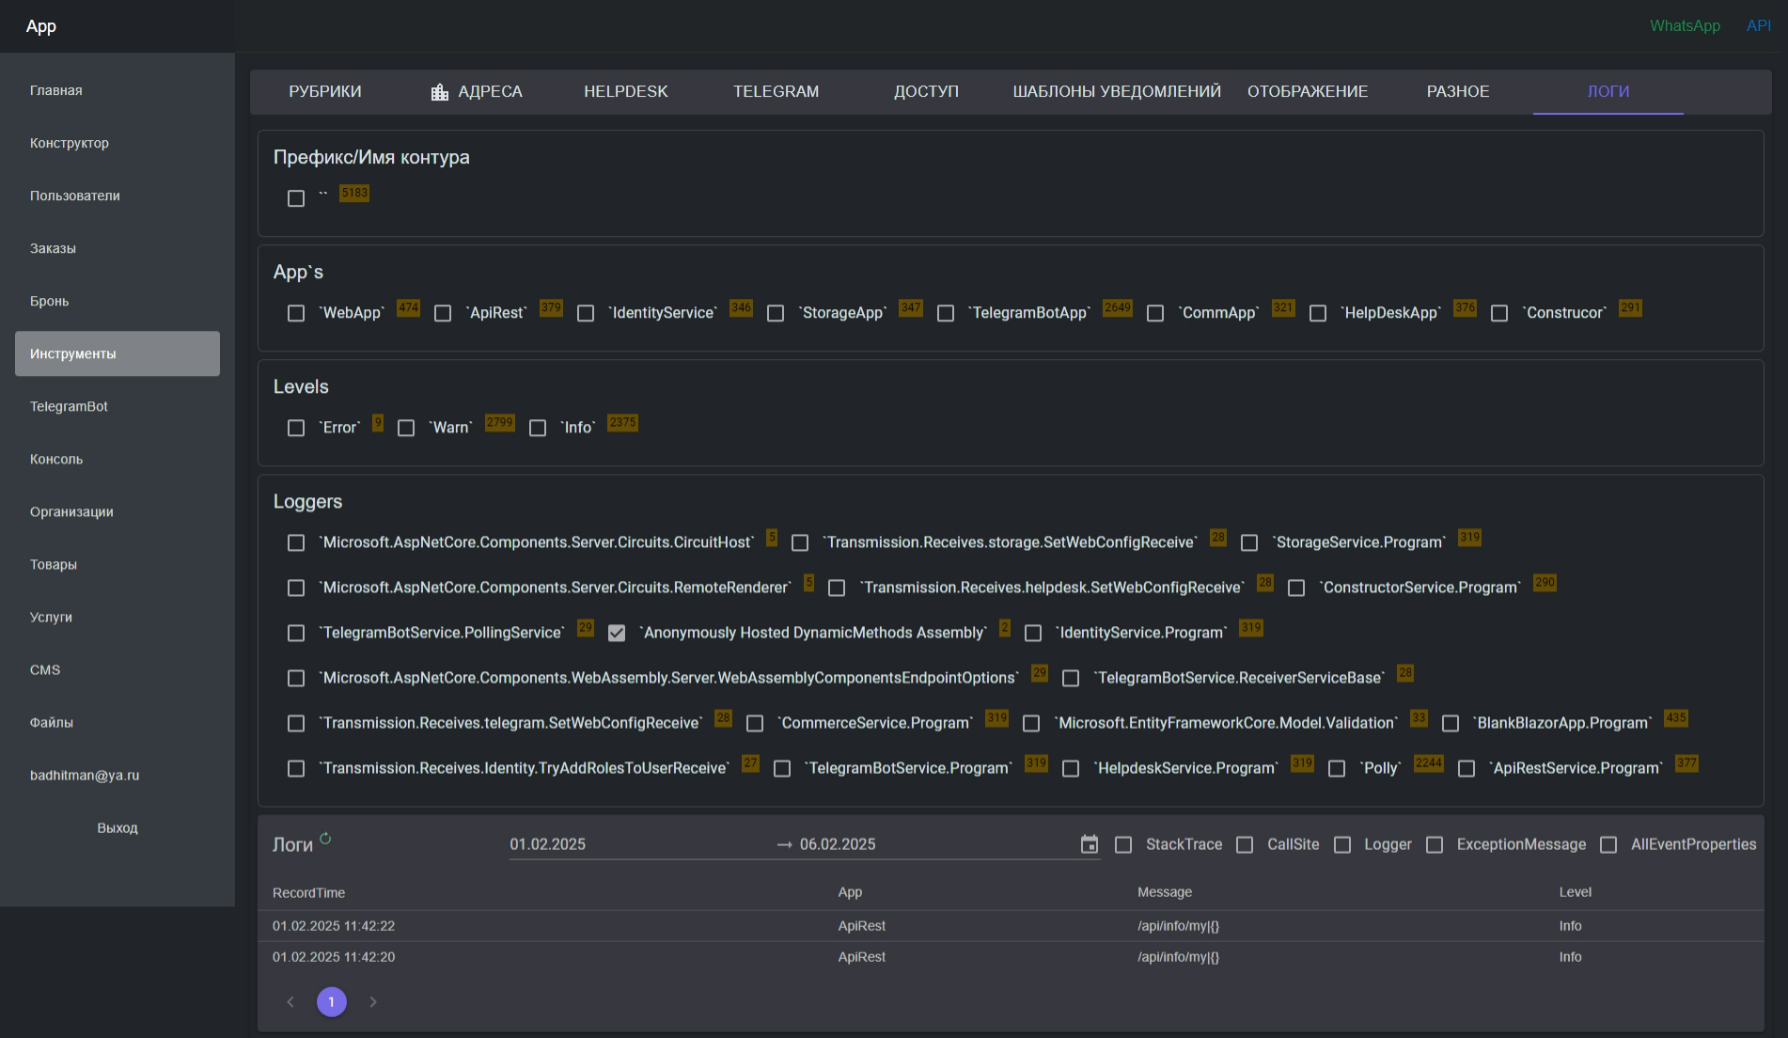 App
WhatsApp API
Главная
Конструктор
Пользователи
Заказы
Бронь
Инструменты
TelegramBot
Консоль
Организации
Товары
Услуги
CMS
Файлы
badhitman@ya.ru
Выход
РУБРИКИ АДРЕСА HELPDESK TELEGRAM ДОСТУП ШАБЛОНЫ УВЕДОМЛЕНИЙ ОТОБРАЖЕНИЕ РАЗНОЕ ЛОГИ
Префикс/Имя контура
`` 5183
App`s
`WebApp` 474 `ApiRest` 379 `IdentityService` 346 `StorageApp` 347 `TelegramBotApp` 2649 `CommApp` 321 `HelpDeskApp` 376 `Construcor` 291
Levels
`Error` 9 `Warn` 2799 `Info` 2375
Loggers
`Microsoft.AspNetCore.Components.Server.Circuits.CircuitHost` 5 `Transmission.Receives.storage.SetWebConfigReceive` 28 `StorageService.Program` 319
`Microsoft.AspNetCore.Components.Server.Circuits.RemoteRenderer` 5 `Transmission.Receives.helpdesk.SetWebConfigReceive` 28 `ConstructorService.Program` 290
`TelegramBotService.PollingService` 29 `Anonymously Hosted DynamicMethods Assembly` 2 `IdentityService.Program` 319
`Microsoft.AspNetCore.Components.WebAssembly.Server.WebAssemblyComponentsEndpointOptions` 29 `TelegramBotService.ReceiverServiceBase` 28
`Transmission.Receives.telegram.SetWebConfigReceive` 28 `CommerceService.Program` 319 `Microsoft.EntityFrameworkCore.Model.Validation` 33 `BlankBlazorApp.Program` 435
`Transmission.Receives.Identity.TryAddRolesToUserReceive` 27 `TelegramBotService.Program` 319 `HelpdeskService.Program` 319 `Polly` 2244 `ApiRestService.Program` 377
Логи 01.02.2025 → 06.02.2025 StackTrace CallSite Logger ExceptionMessage AllEventProperties
RecordTime App Message Level
01.02.2025 11:42:22 ApiRest /api/info/my|{} Info
01.02.2025 11:42:20 ApiRest /api/info/my|{} Info
1